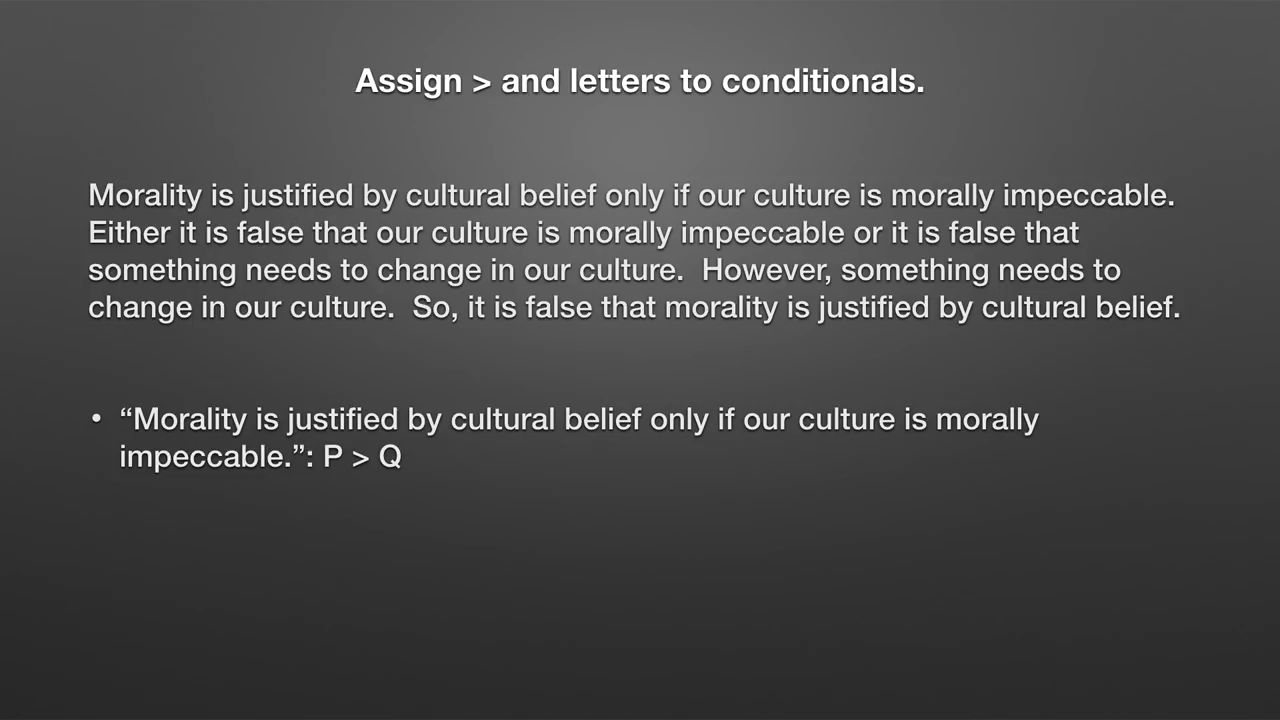 Assign > and letters to conditionals.
Morality is justified by cultural belief only if our culture is morally impeccable.
Either it is false that our culture is morally impeccable or it is false that
something needs to change in our culture.  However, something needs to
change in our culture.  So, it is false that morality is justified by cultural belief.
• “Morality is justified by cultural belief only if our culture is morally
impeccable.”: P > Q